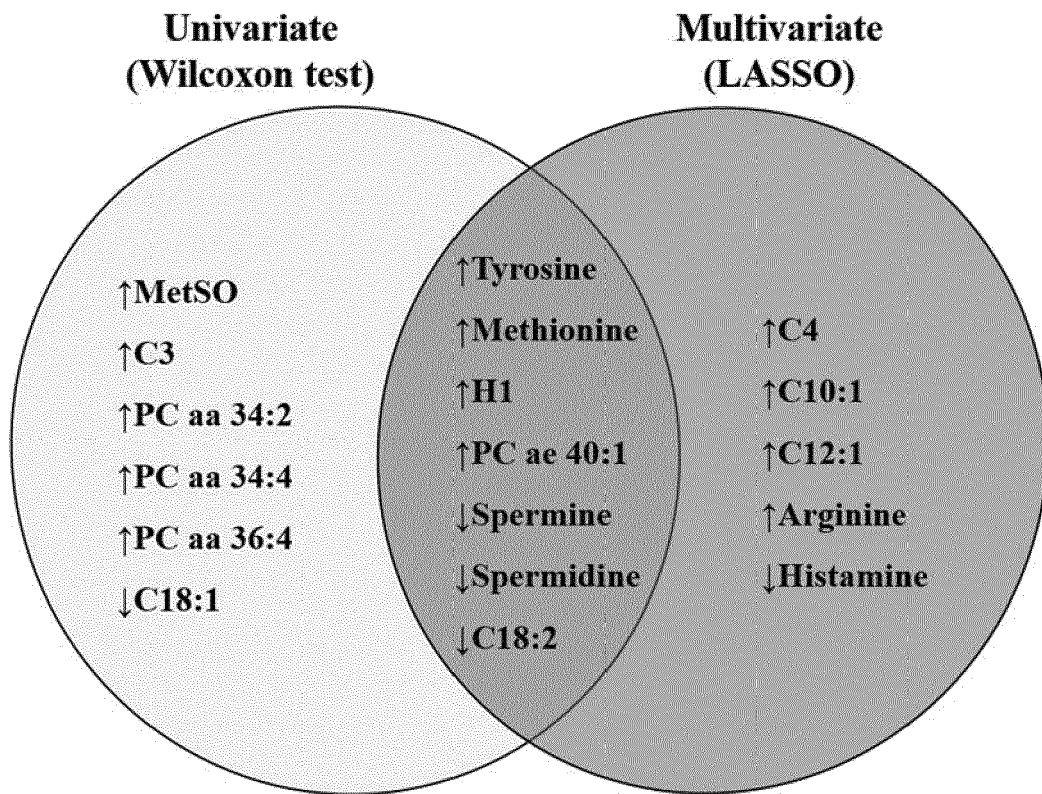 Univariate
(Wilcoxon test)
Multivariate
(LASSO)
↑MetSO
↑C3
↑PC aa 34:2
↑PC aa 34:4
↑PC aa 36:4
↓C18:1
↑Tyrosine
↑Methionine
↑H1
↑PC ae 40:1
↓Spermine
↓Spermidine
↓C18:2
↑C4
↑C10:1
↑C12:1
↑Arginine
↓Histamine